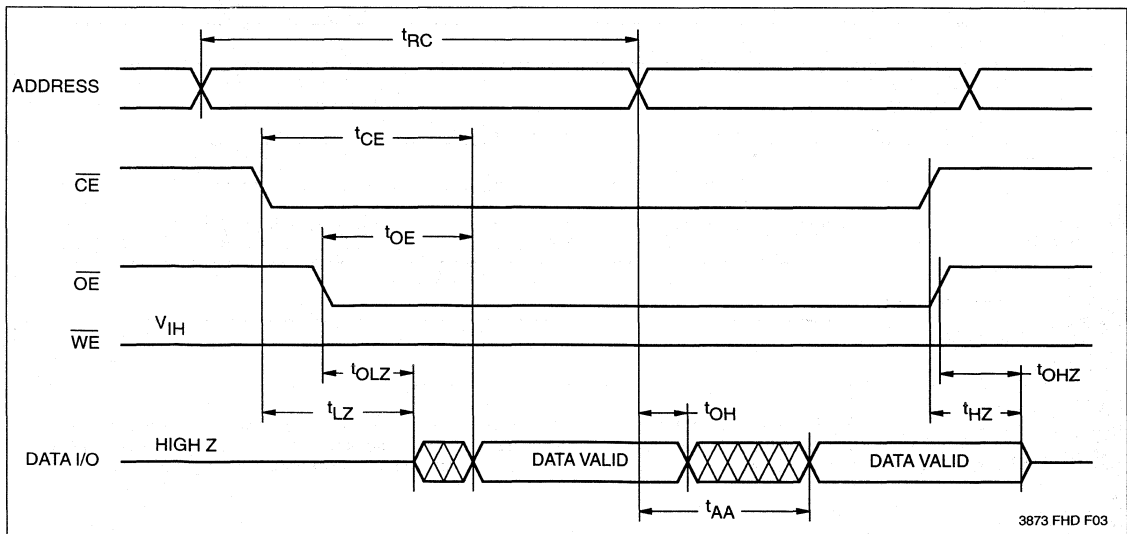 tRC
ADDRESS
tCE
CE
tOE
OE
VIH
WE
tOLZ
tOHZ
tLZ
tOH
tHZ
HIGH Z
DATA I/O
DATA VALID
DATA VALID
tAA
3873 FHD F03